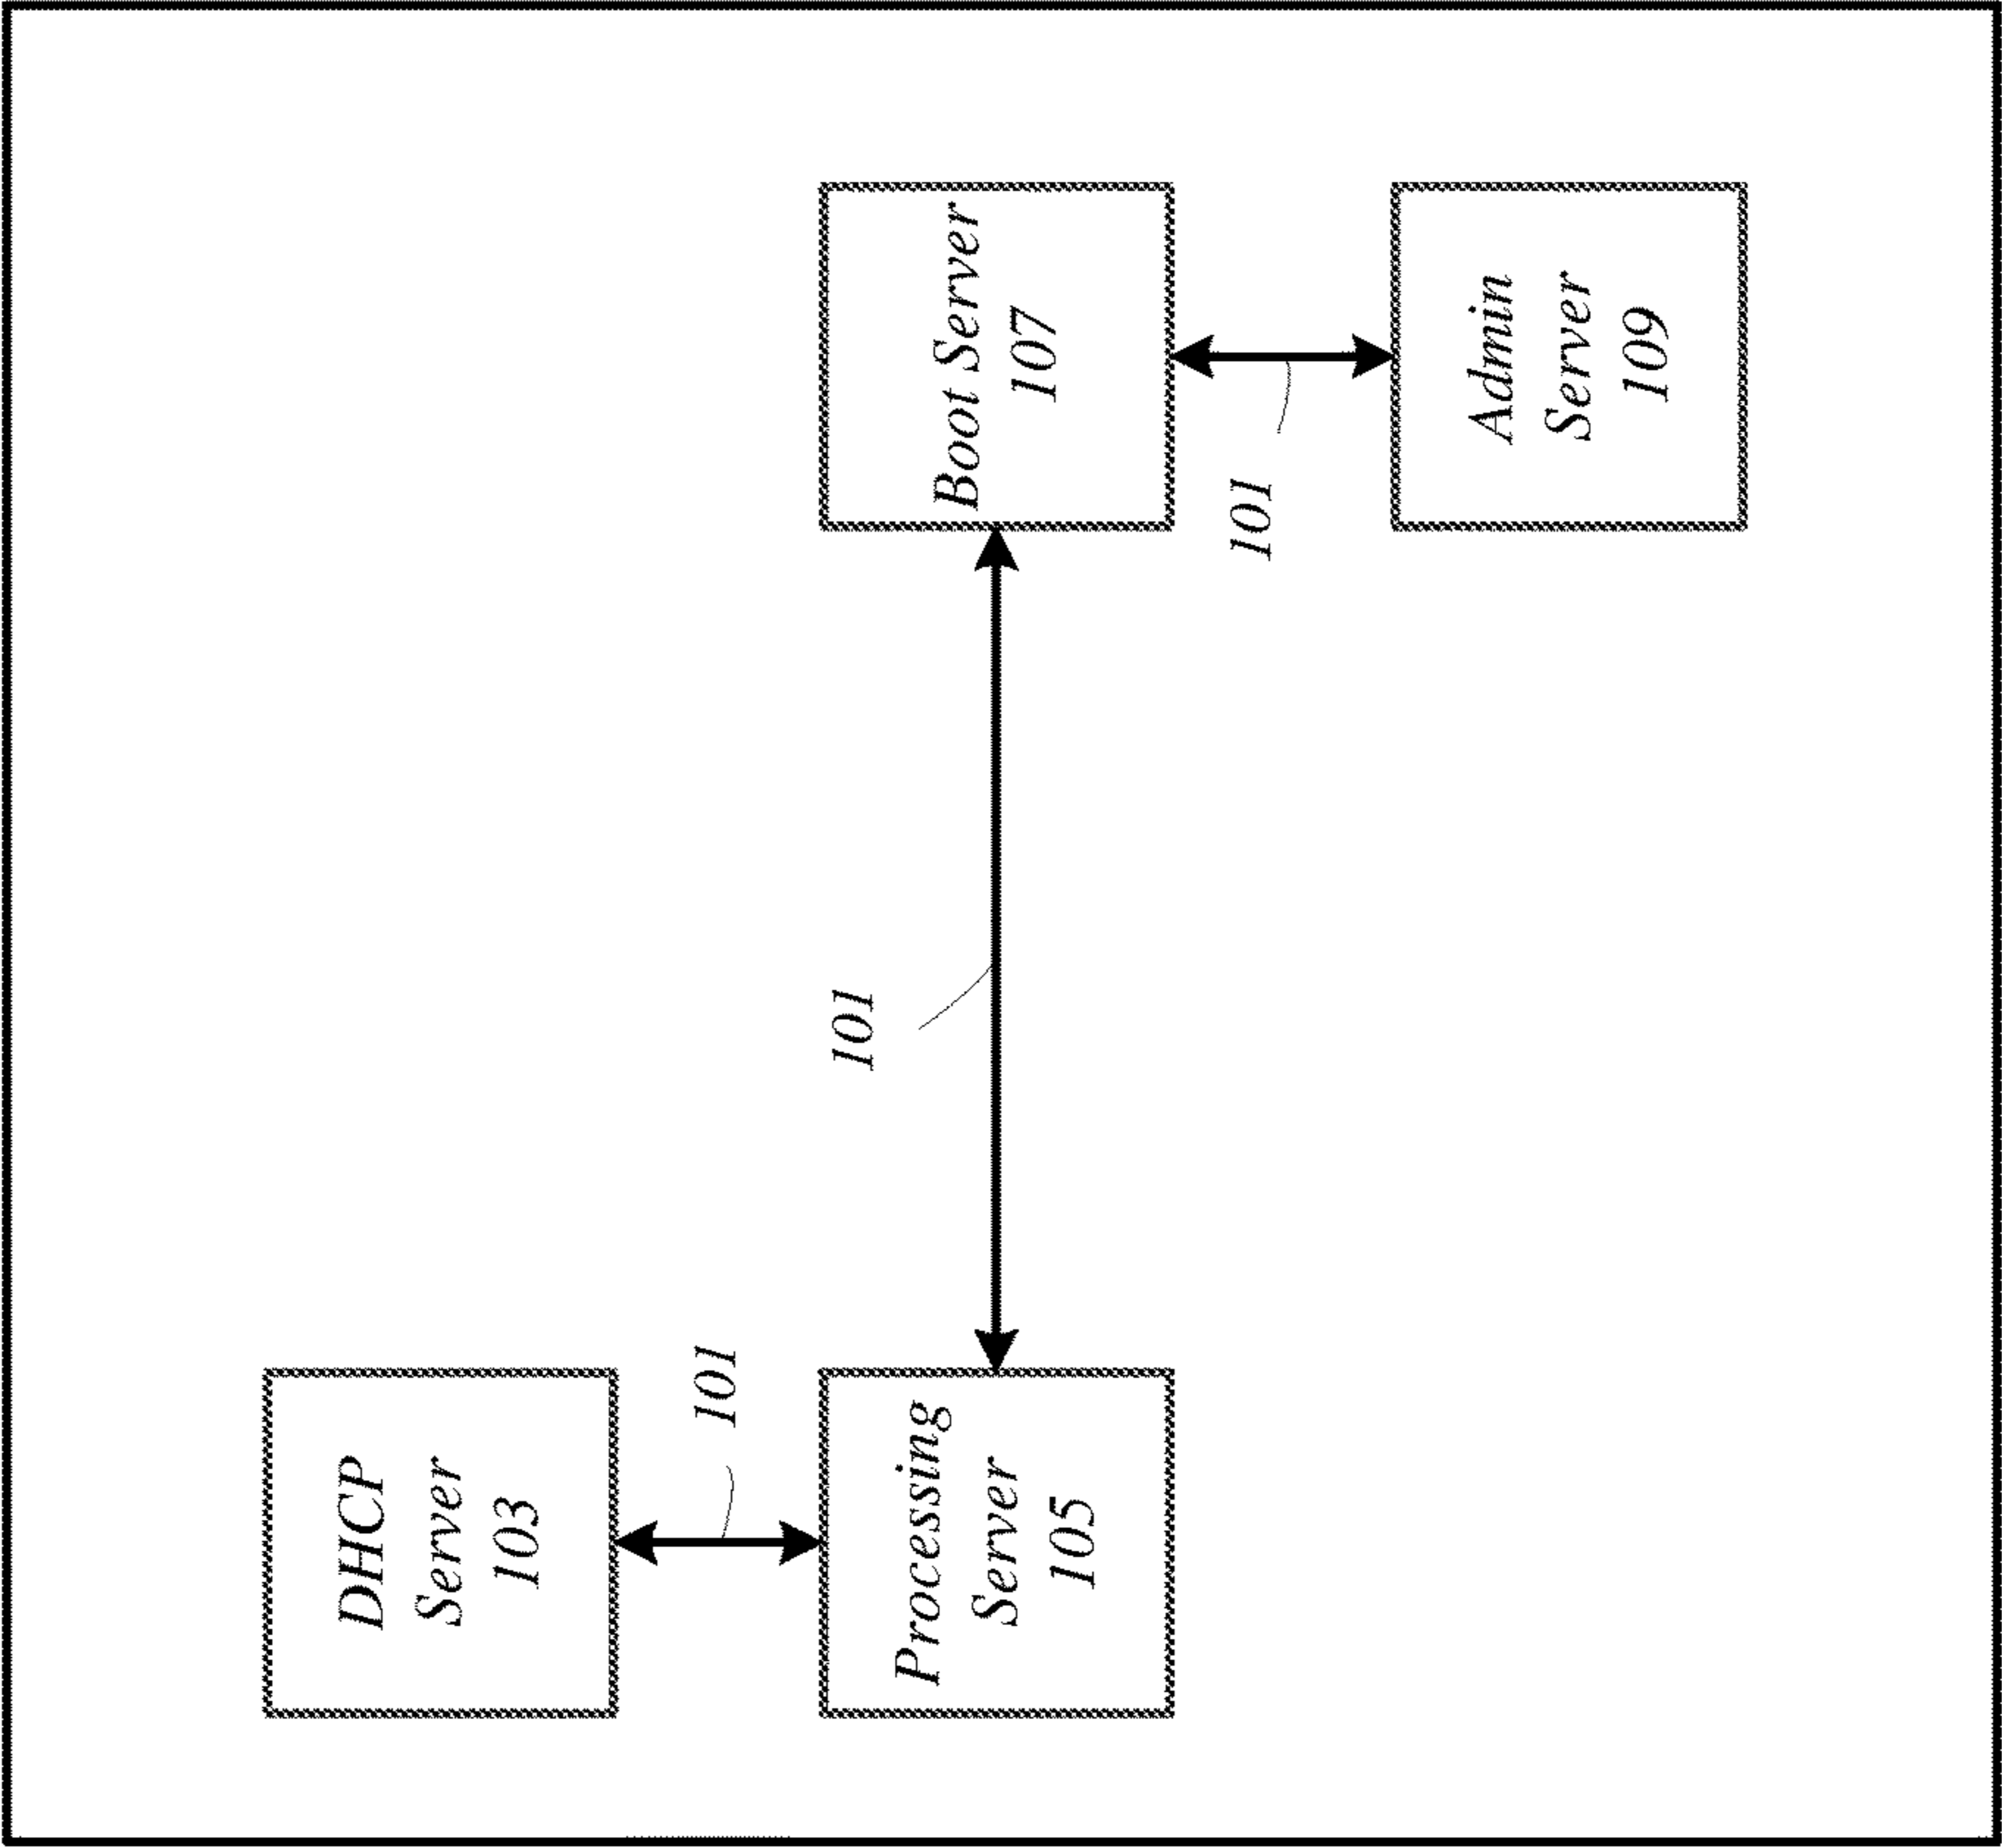 DHCP
Server
103
101
Processing
Server
105
101
Boot Server
107
101
Admin
Server
109